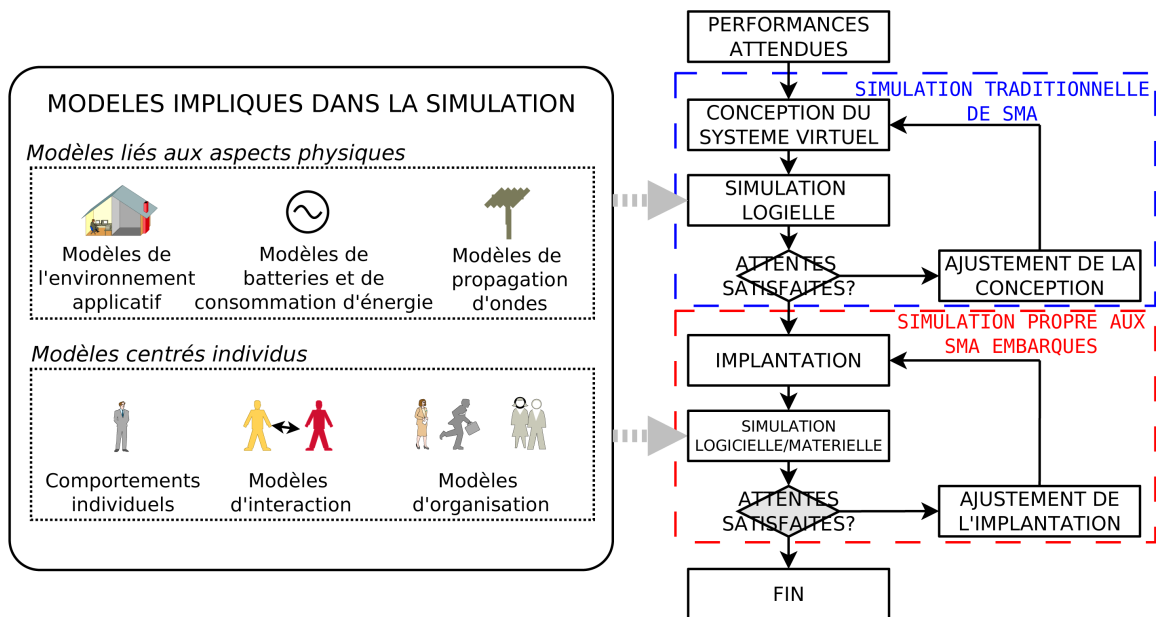 MODELES IMPLIQUES DANS LA SIMULATION
Modèles liés aux aspects physiques
Modèles de
l'environnement
applicatif
Modèles de
batteries et de
consommation d'énergie
Modèles de
propagation
d'ondes
Modèles centrés individus
Comportements
individuels
Modèles
d'interaction
Modèles
d'organisation
PERFORMANCES
ATTENDUES
SIMULATION TRADITIONNELLE
DE SMA
CONCEPTION DU
SYSTEME VIRTUEL
SIMULATION
LOGIELLE
ATTENTES
SATISFAITES?
AJUSTEMENT DE LA
CONCEPTION
SIMULATION PROPRE AUX
SMA EMBARQUES
IMPLANTATION
SIMULATION
LOGICIELLE/MATERIELLE
ATTENTES
SATISFAITES?
AJUSTEMENT DE
L'IMPLANTATION
FIN